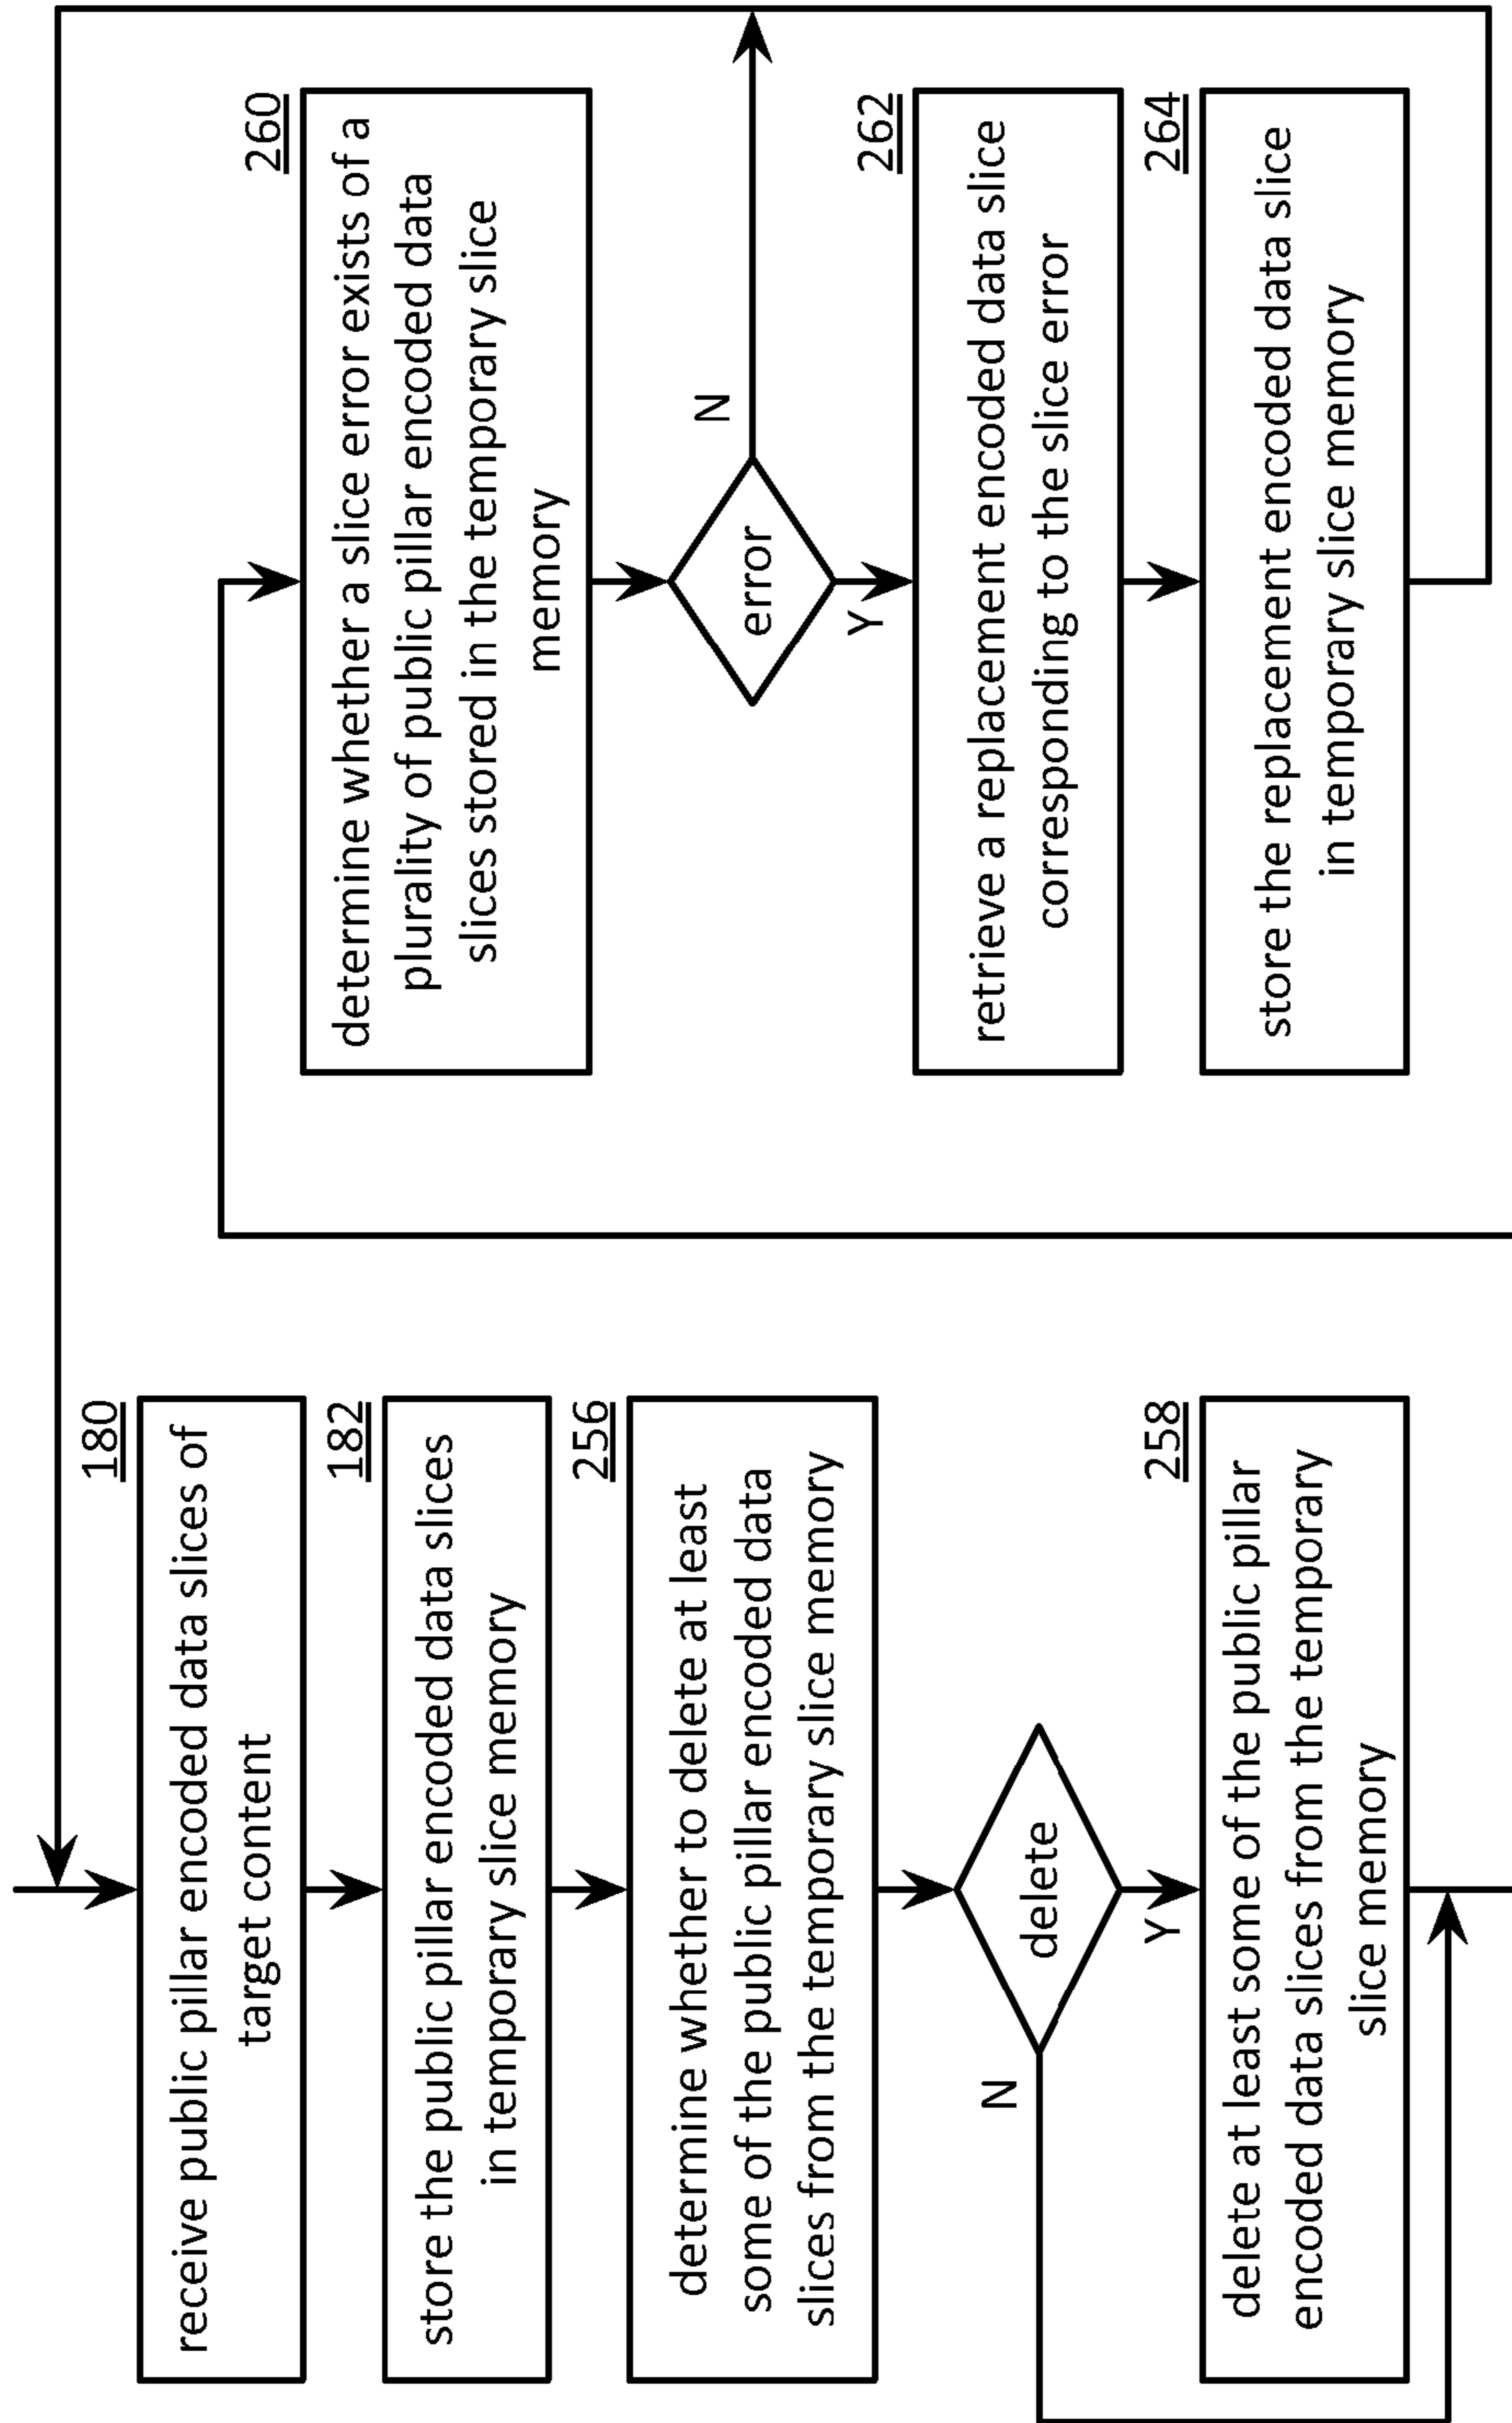 180
receive public pillar encoded data slices of
target content
182
store the public pillar encoded data slices
in temporary slice memory
256
determine whether to delete at least
some of the public pillar encoded data
slices from the temporary slice memory
delete
N
Y
258
delete at least some of the public pillar
encoded data slices from the temporary
slice memory
260
determine whether a slice error exists of a
plurality of public pillar encoded data
slices stored in the temporary slice
memory
error
N
Y
262
retrieve a replacement encoded data slice
corresponding to the slice error
264
store the replacement encoded data slice
in temporary slice memory